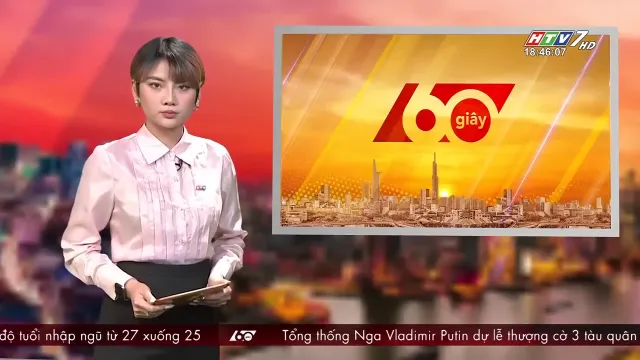 HTV7 HD
18:46:07
60 giây
độ tuổi nhập ngũ từ 27 xuống 25 60 Tổng thống Nga Vladimir Putin dự lễ thượng cờ 3 tàu quân